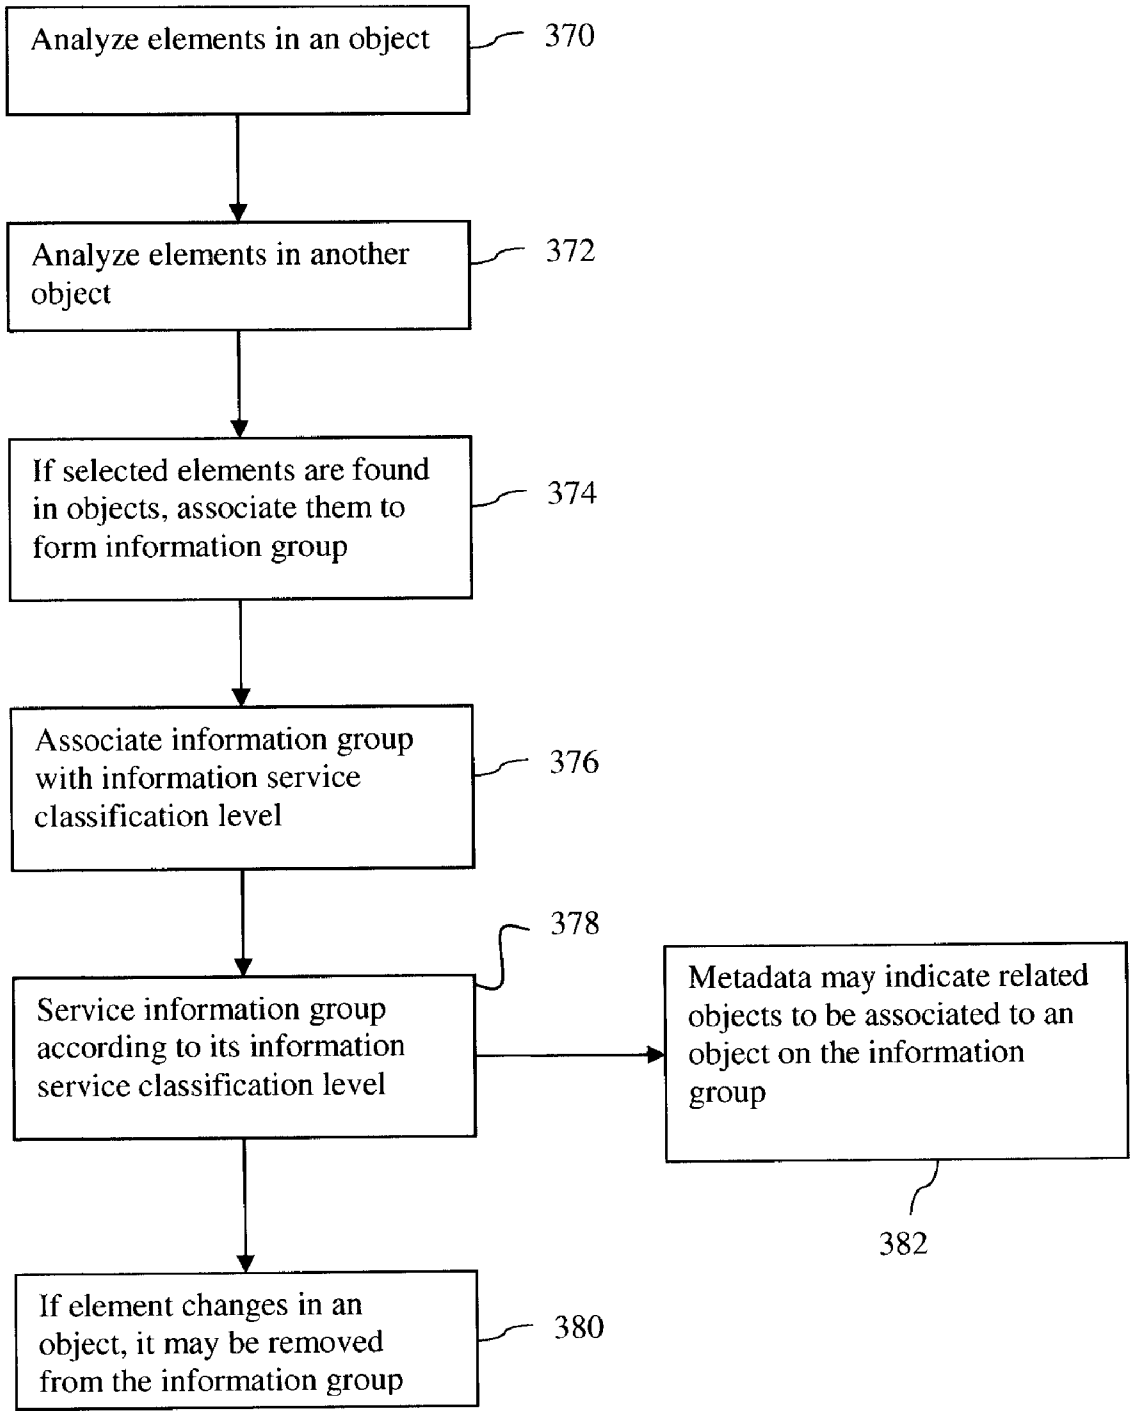 Analyze elements in an object
370
Analyze elements in another
object
372
If selected elements are found
in objects, associate them to
form information group
374
Associate information group
with information service
classification level
376
Service information group
according to its information
service classification level
378
Metadata may indicate related
objects to be associated to an
object on the information
group
382
If element changes in an
object, it may be removed
from the information group
380